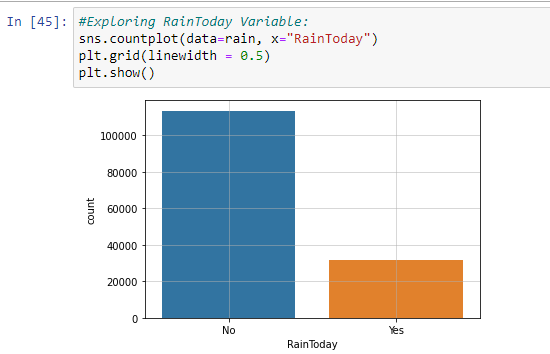 In [45]: #Exploring RainToday Variable:
sns.countplot(data=rain, x="RainToday")
plt.grid(linewidth = 0.5)
plt.show()
100000
80000
60000
40000
20000
0
count
No Yes
RainToday